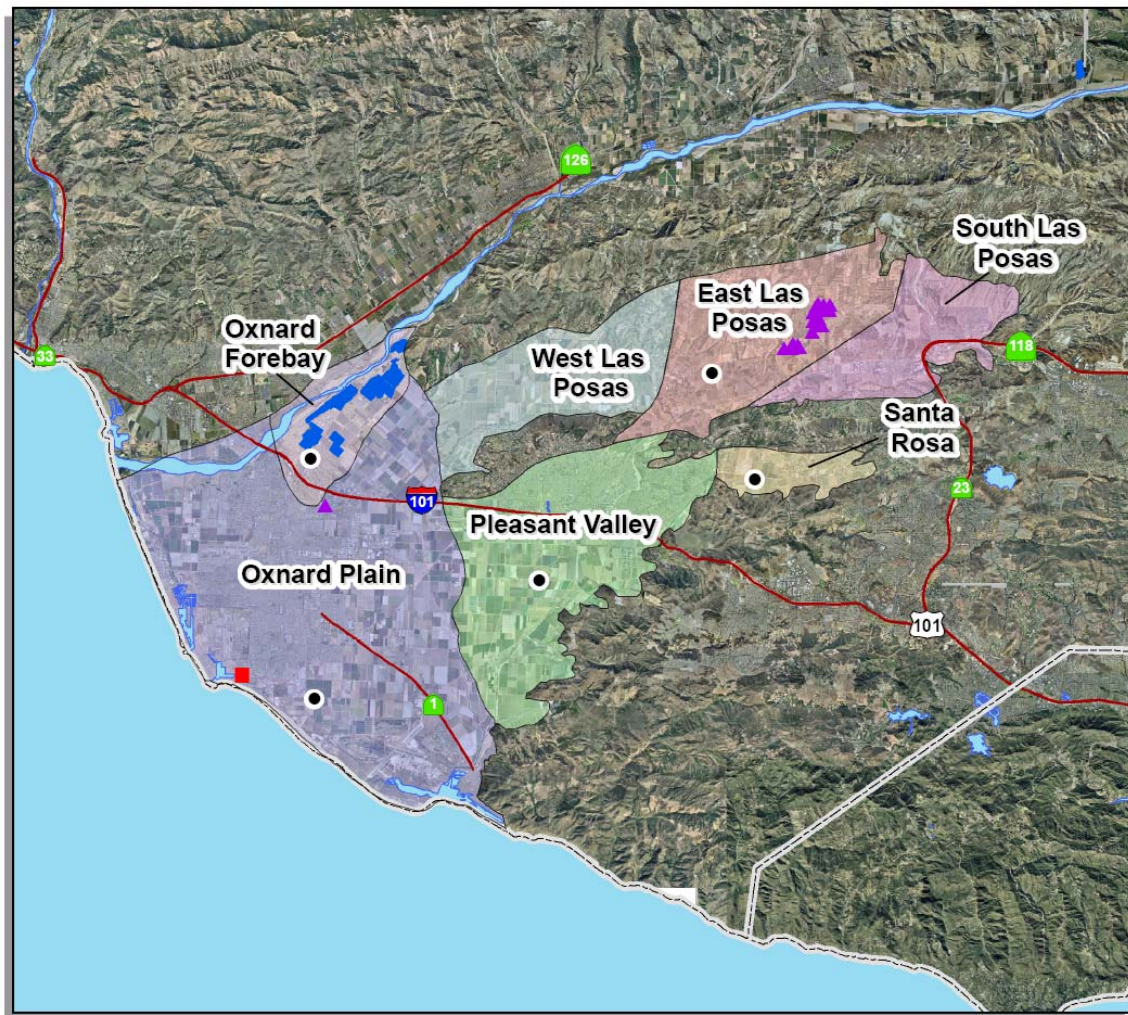 126
South Las
Posas
East Las
Posas
Oxnard
Forebay
33
West Las
Posas
118
Santa
Rosa
101
23
Pleasant Valley
Oxnard Plain
101
1